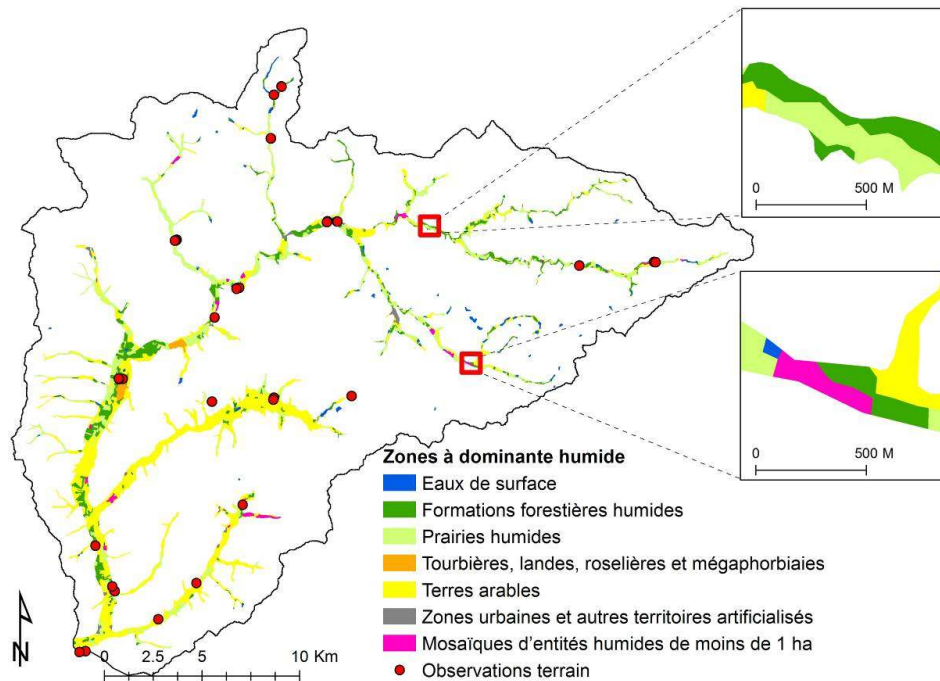 0 500 M
0 500 M
Zones à dominante humide
Eaux de surface
Formations forestières humides
Prairies humides
Tourbières, landes, roselières et mégaphorbiaies
Terres arables
Zones urbaines et autres territoires artificialisés
Mosaïques d'entités humides de moins de 1 ha
Observations terrain
N
0 2.5 5 10 Km